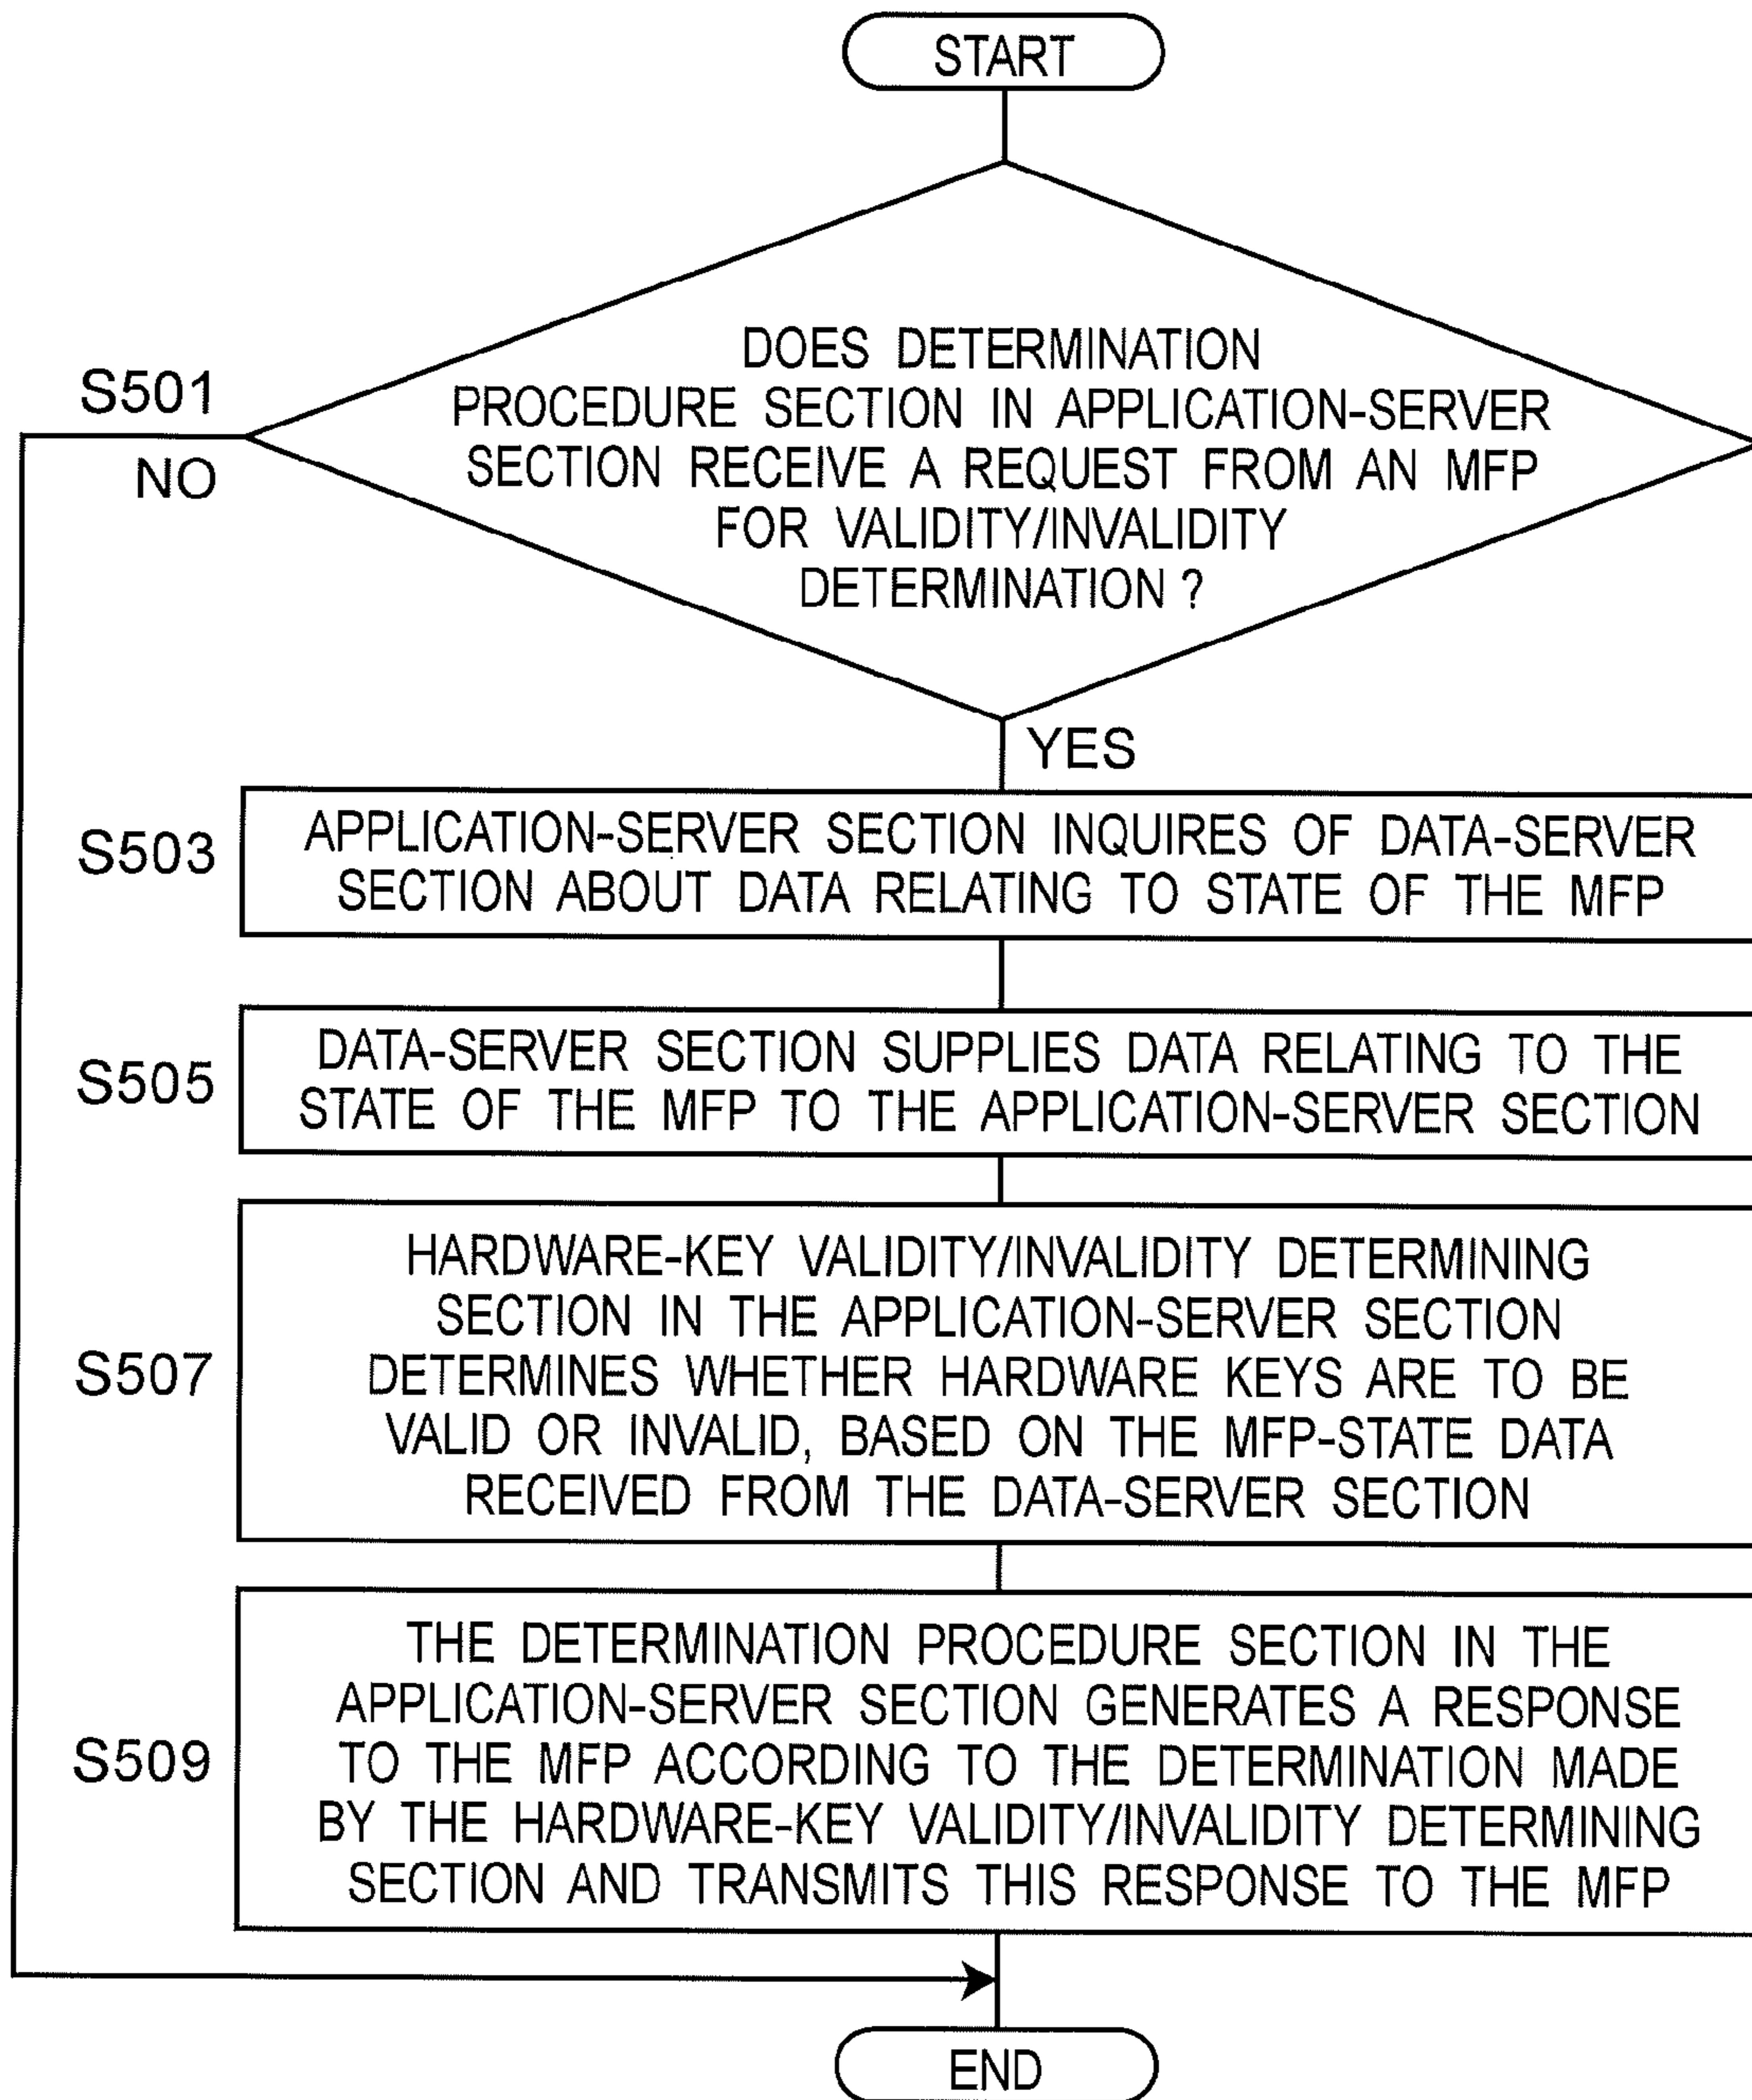 START
DOES DETERMINATION
PROCEDURE SECTION IN APPLICATION-SERVER
SECTION RECEIVE A REQUEST FROM AN MFP
FOR VALIDITY/INVALIDITY
DETERMINATION ?
S501
NO
YES
S503
APPLICATION-SERVER SECTION INQUIRES OF DATA-SERVER
SECTION ABOUT DATA RELATING TO STATE OF THE MFP
S505
DATA-SERVER SECTION SUPPLIES DATA RELATING TO THE
STATE OF THE MFP TO THE APPLICATION-SERVER SECTION
S507
HARDWARE-KEY VALIDITY/INVALIDITY DETERMINING
SECTION IN THE APPLICATION-SERVER SECTION
DETERMINES WHETHER HARDWARE KEYS ARE TO BE
VALID OR INVALID, BASED ON THE MFP-STATE DATA
RECEIVED FROM THE DATA-SERVER SECTION
S509
THE DETERMINATION PROCEDURE SECTION IN THE
APPLICATION-SERVER SECTION GENERATES A RESPONSE
TO THE MFP ACCORDING TO THE DETERMINATION MADE
BY THE HARDWARE-KEY VALIDITY/INVALIDITY DETERMINING
SECTION AND TRANSMITS THIS RESPONSE TO THE MFP
END